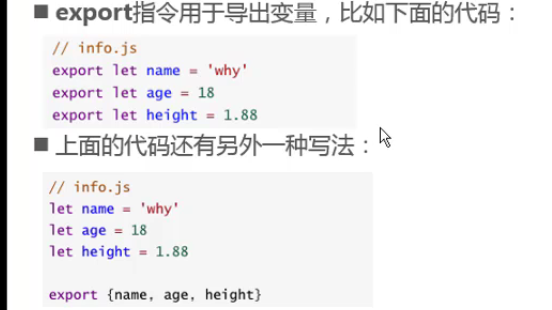 ■ export指令用于导出变量，比如下面的代码：
// info.js
export let name = 'why'
export let age = 18
export let height = 1.88
■ 上面的代码还有另外一种写法：
// info.js
let name = 'why'
let age = 18
let height = 1.88
export {name, age, height}